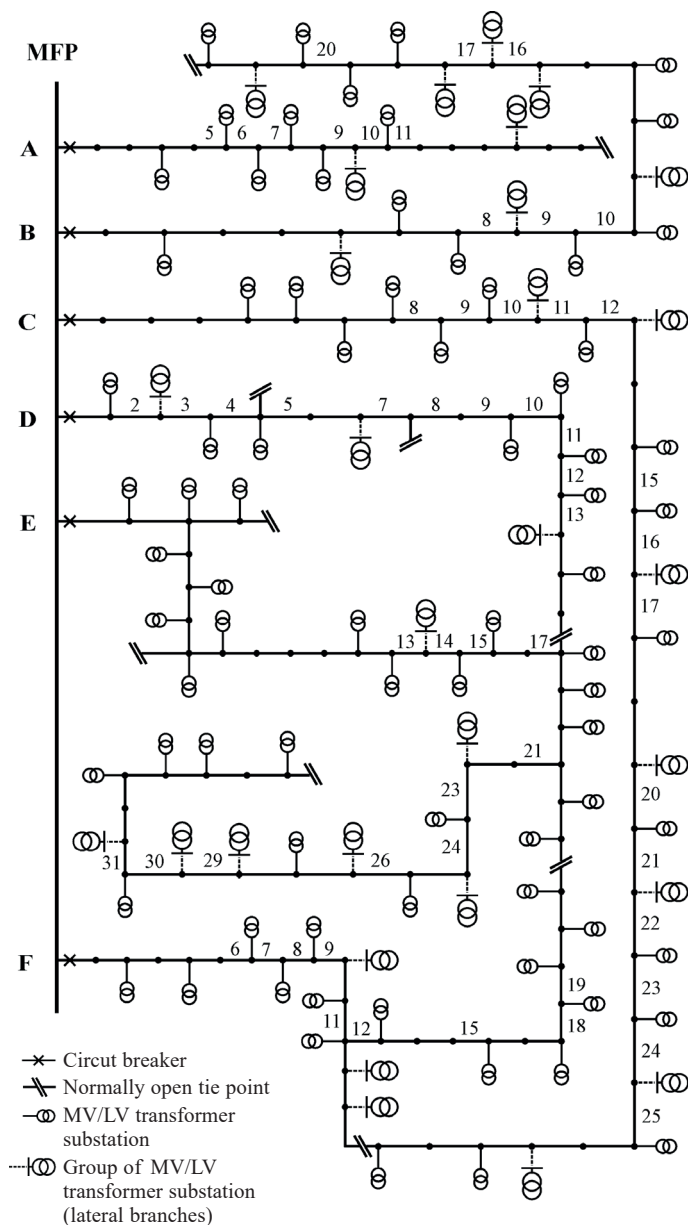 20 17 16
MFP
A 5 6 7 9 10 11
B 8 9 10
C 8 9 10 11 12
D 2 3 4 5 7 8 9 10
11
12
13
15
16
17
E
13 14 15 17
21
23
24
20
21
22
23
24
25
31 30 29 26
F 6 7 8 9
11 12 15 18
19
Circut breaker
Normally open tie point
MV/LV transformer
substation
Group of MV/LV
transformer substation
(lateral branches)